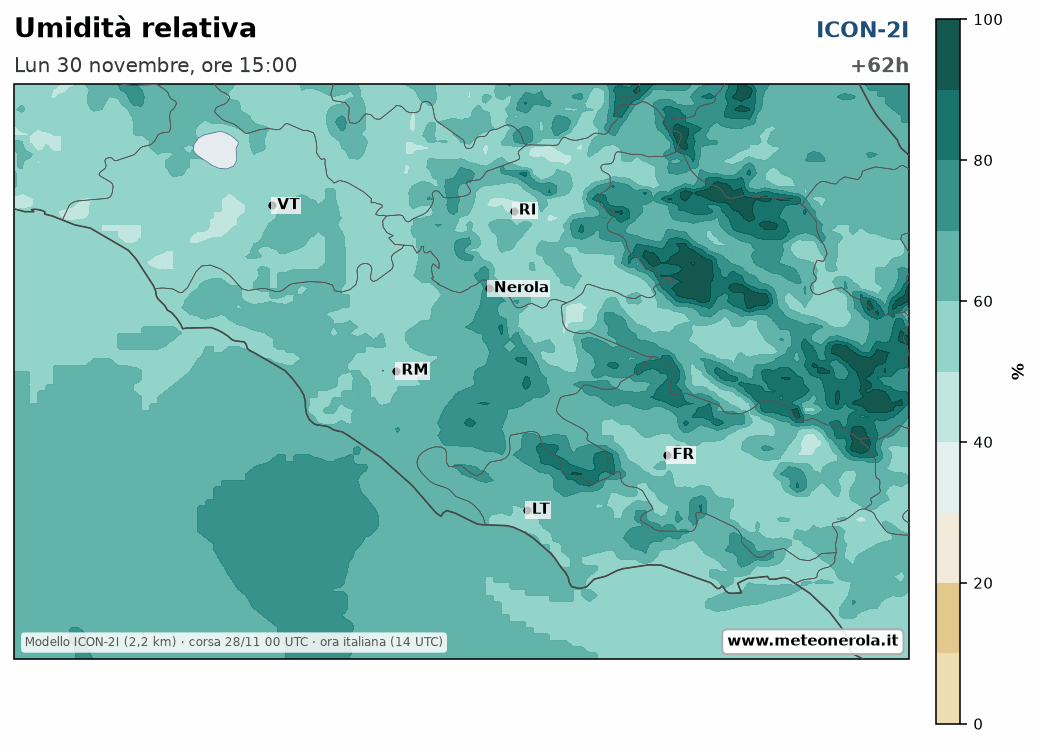 Umidità relativa
ICON-2I
Lun 30 novembre, ore 15:00
+62h
100
80
60
40
20
0
%
VT
RI
Nerola
RM
FR
LT
Modello ICON-2I (2,2 km) · corsa 28/11 00 UTC · ora italiana (14 UTC)
www.meteonerola.it